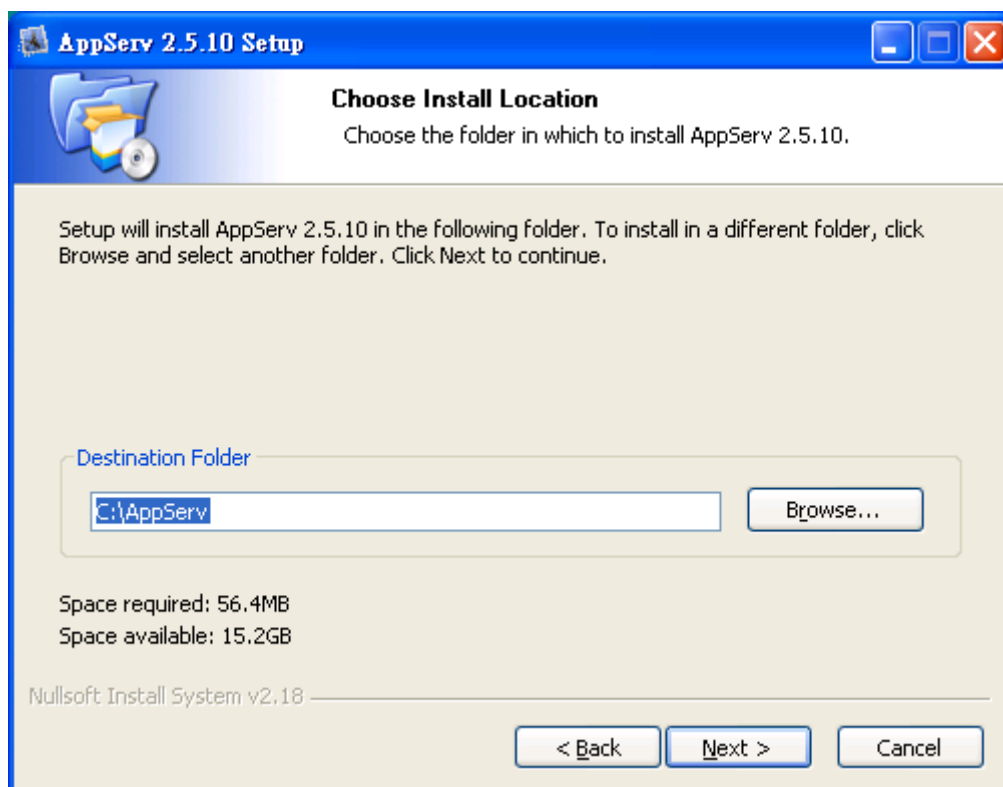 AppServ 2.5.10 Setup
Choose Install Location
Choose the folder in which to install AppServ 2.5.10.
Setup will install AppServ 2.5.10 in the following folder. To install in a different folder, click
Browse and select another folder. Click Next to continue.
Destination Folder
C:\AppServ
Browse...
Space required: 56.4MB
Space available: 15.2GB
Nullsoft Install System v2.18
< Back
Next >
Cancel